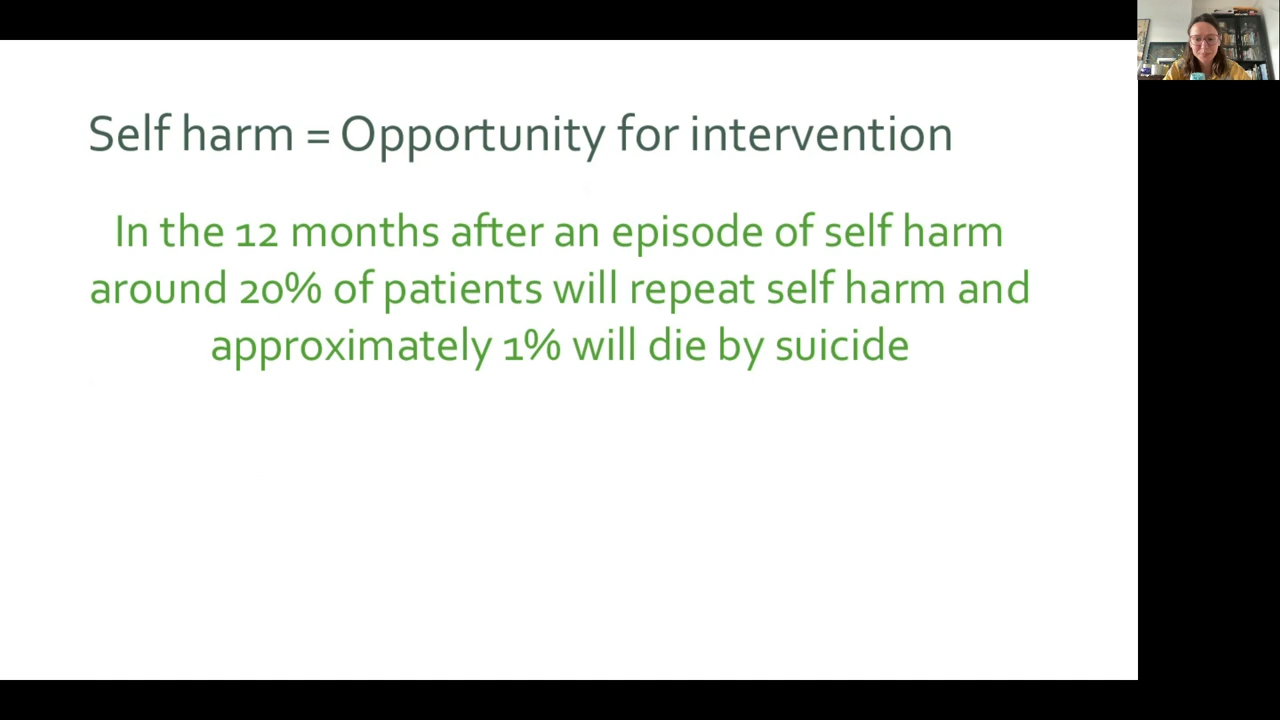 Self harm = Opportunity for intervention
In the 12 months after an episode of self harm
around 20% of patients will repeat self harm and
approximately 1% will die by suicide